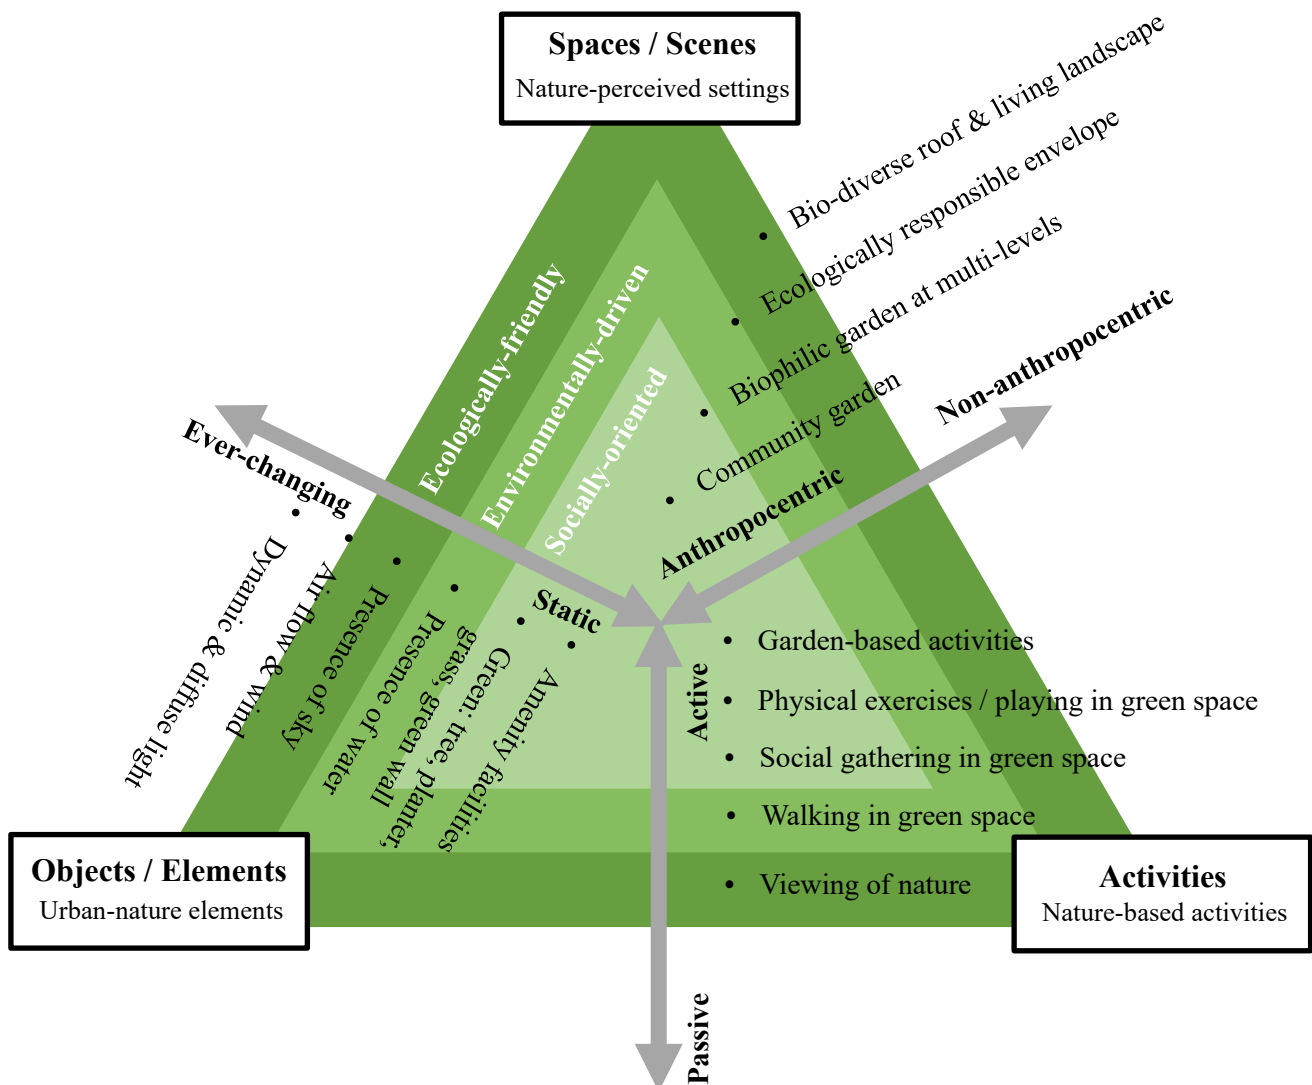 Spaces / Scenes
Nature-perceived settings
Bio-diverse roof & living landscape
Ecologically responsible envelope
Biophilic garden at multi-levels
Community garden
Non-anthropocentric
Anthropocentric
Ecologically-friendly
Environmentally-driven
Socially-oriented
Ever-changing
Static
Dynamic & diffuse light
Air flow & wind
Presence of sky
Presence of water
Green: tree, planter,
grass, green wall
Amenity facilities
Active
Passive
Garden-based activities
Physical exercises / playing in green space
Social gathering in green space
Walking in green space
Viewing of nature
Objects / Elements
Urban-nature elements
Activities
Nature-based activities